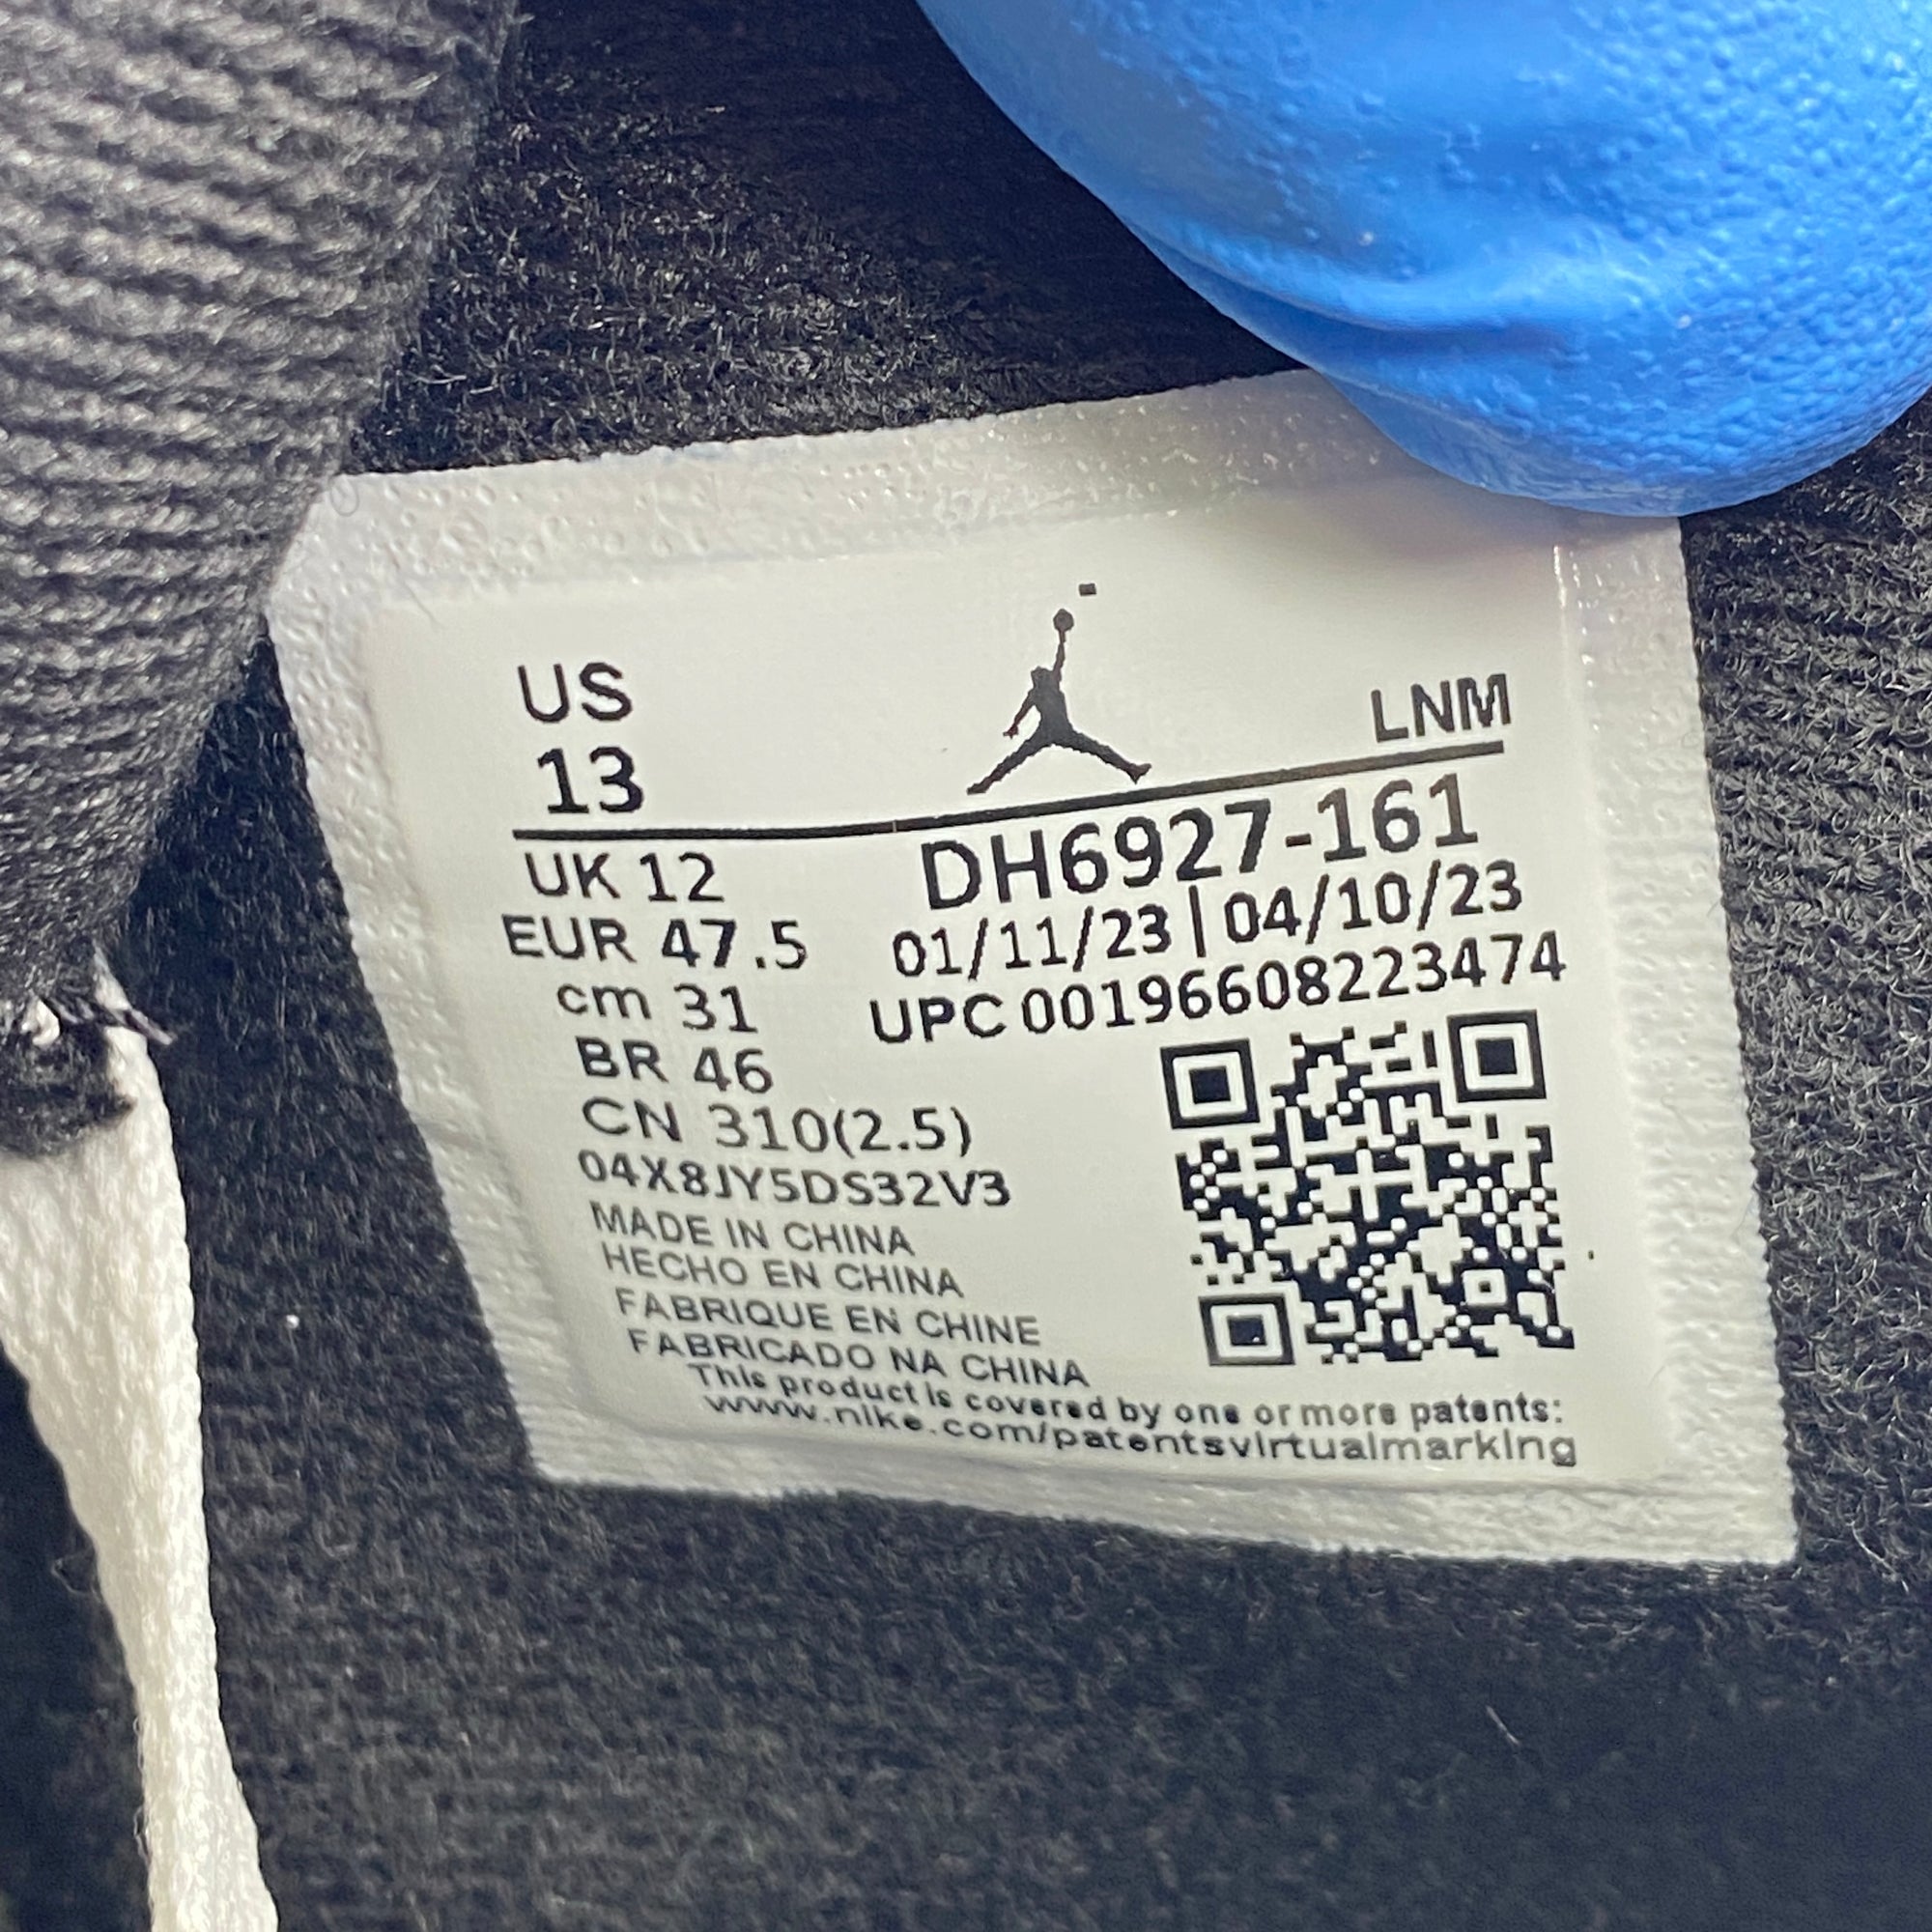 US
13
LNM
UK 12
EUR 47.5
cm 31
BR 46
CN 310(2.5)
04X8JY5DS32V3
DH6927-161
01/11/23|04/10/23
UPC 00196608223474
MADE IN CHINA
HECHO EN CHINA
FABRIQUE EN CHINE
FABRICADO NA CHINA
This product is covered by one or more patents:
www.nike.com/patentsvirtualmarking